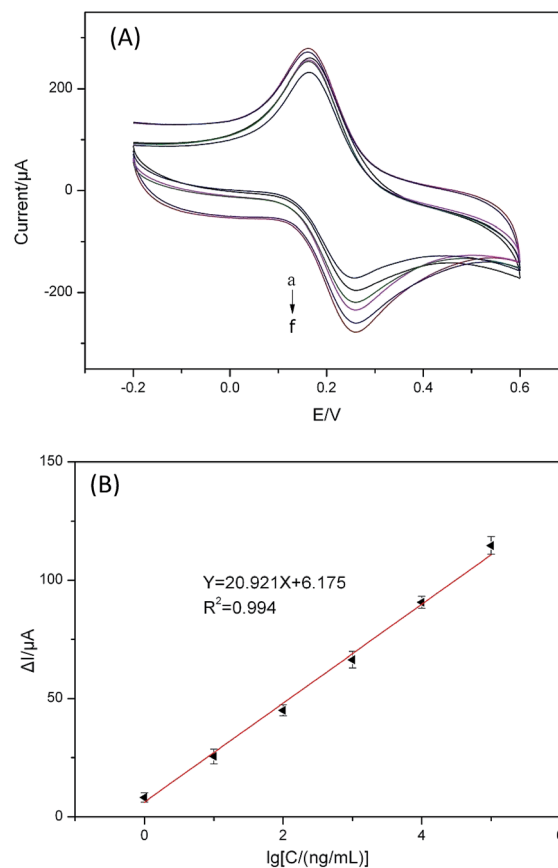 (A)
200
0
-200
Current/µA
a
f
-0.2 0.0 0.2 0.4 0.6
E/V
(B)
150
100
50
0
ΔI/µA
Y=20.921X+6.175
R²=0.994
0 2 4 6
lg[C/(ng/mL)]